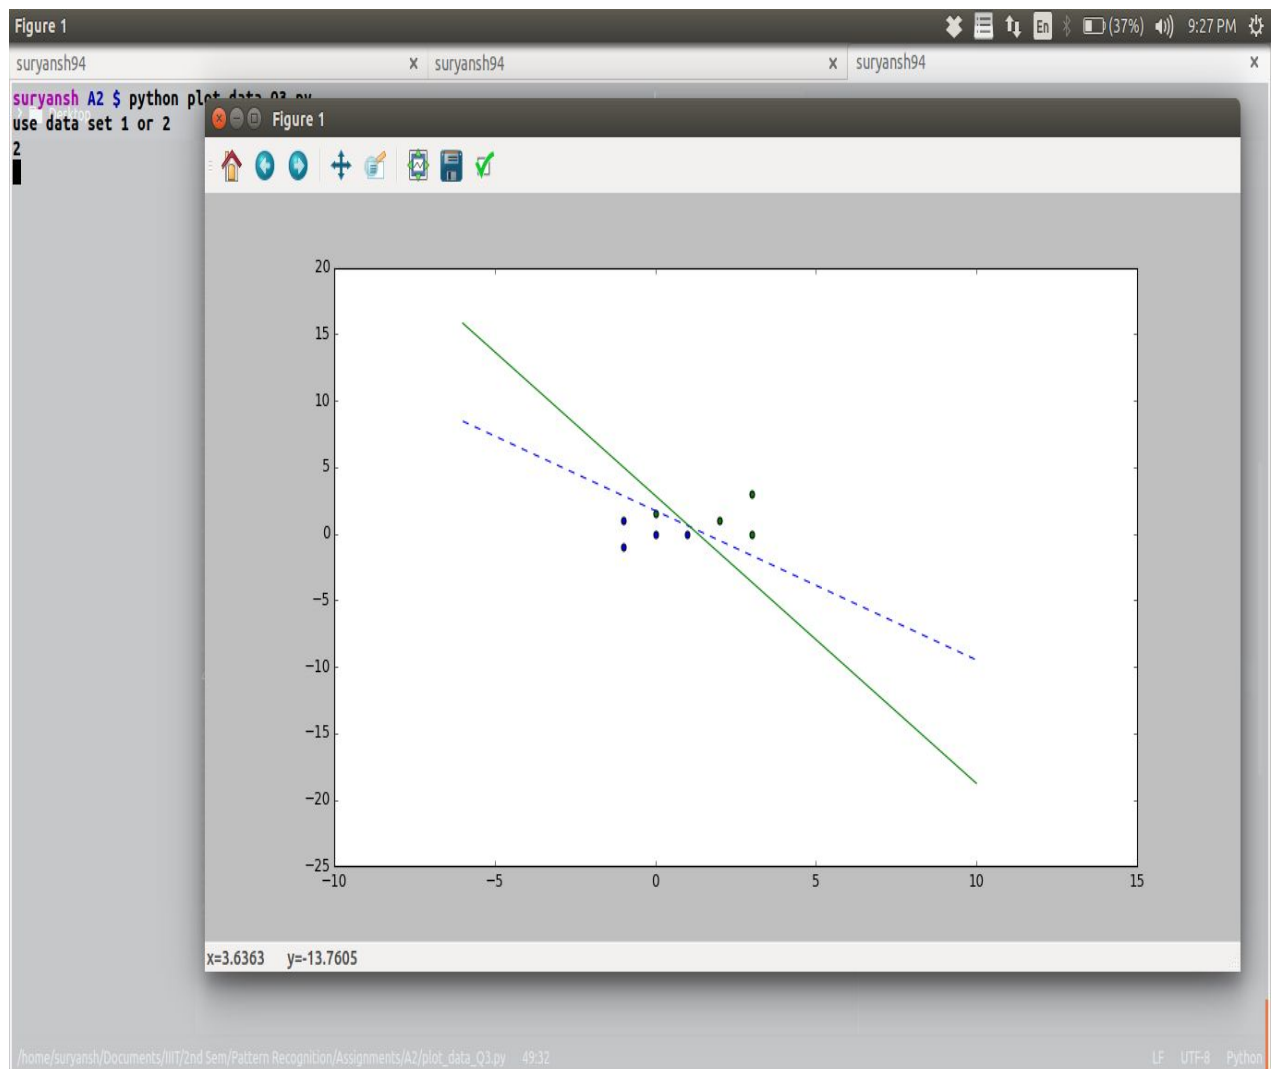 Figure 1
En (37%) 9:27 PM
suryansh94 x suryansh94 x suryansh94 x
suryansh A2 $ python plot_data_Q3.py
Desktop
use data set 1 or 2
2
Figure 1
20
15
10
5
0
−5
−10
−15
−20
−25
−10 −5 0 5 10 15
x=3.6363 y=-13.7605
/home/suryansh/Documents/IIIT/2nd Sem/Pattern Recognition/Assignments/A2/plot_data_Q3.py 49:32 LF UTF-8 Python